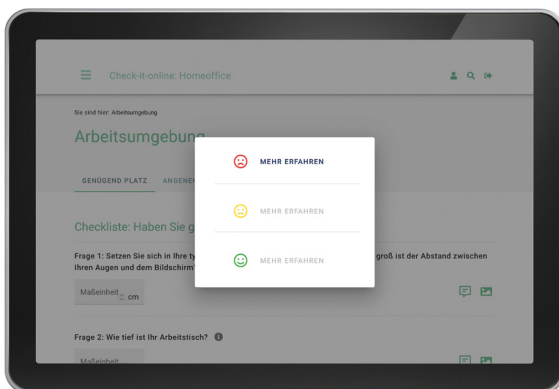 Check-it-online: Homeoffice
Sie sind hier: Arbeitsumgebung
Arbeitsumgebung
GENÜGEND PLATZ
Checkliste: Haben Sie
Frage 1: Setzen Sie sich in Ihre groß ist der Abstand zwischen
Ihren Augen und dem Bildschirm
Maßeinheit
cm
Frage 2: Wie tief ist Ihr Arbeitstisch?
Maßeinheit
MEHR ERFAHREN
MEHR ERFAHREN
MEHR ERFAHREN